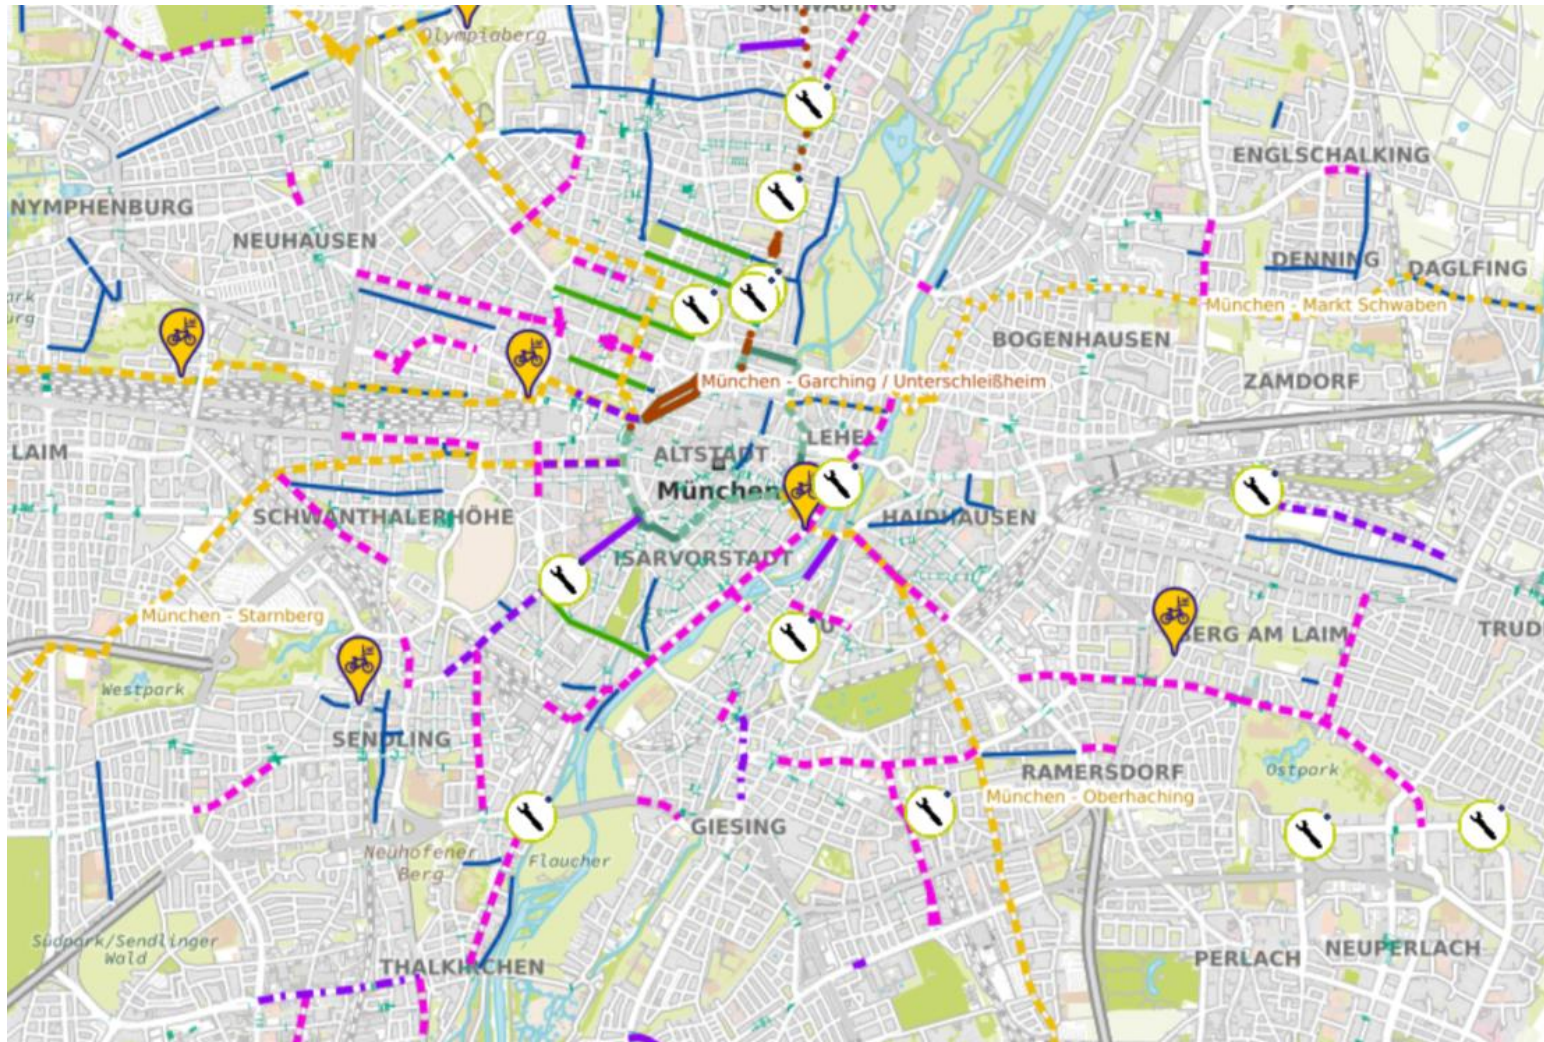 SCHWABING
Olympiaberg
ENGLSCHALKING
NYMPHENBURG
NEUHAUSEN
DENNING
DAGLFING
München - Markt Schwaben
BOGENHAUSEN
München - Garching / Unterschleißheim
ZAMDORF
LEHEL
LAIM
ALTSTADT
München
SCHWANTHALERHÖHE
HAIDHAUSEN
ISARVORSTADT
München - Starnberg
BERG AM LAIM
TRUD
Westpark
SENDLING
Ostpark
RAMERSDORF
München - Oberhaching
GIESING
Neuhofener
Berg
Flaucher
Südpark/Sendlinger
Wald
THALKIRCHEN
PERLACH
NEUPERLACH